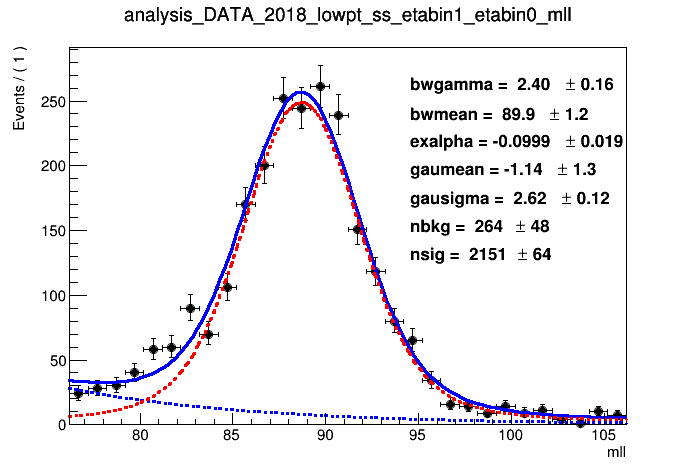 analysis_DATA_2018_lowpt_ss_etabin1_etabin0_mll
Events / ( 1 )
bwgamma = 2.40 ± 0.16
bwmean = 89.9 ± 1.2
exalpha = -0.0999 ± 0.019
gaumean = -1.14 ± 1.3
gausigma = 2.62 ± 0.12
nbkg = 264 ± 48
nsig = 2151 ± 64
250
200
150
100
50
0
80 85 90 95 100 105
mll